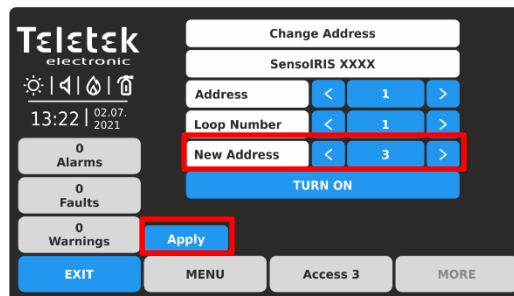 Teletek
electronic
13:22 02.07.
2021
0
Alarms
0
Faults
0
Warnings
EXIT
Change Address
SensoIRIS XXXX
Address < 1 >
Loop Number < 1 >
New Address < 3 >
TURN ON
Apply
MENU
Access 3
MORE